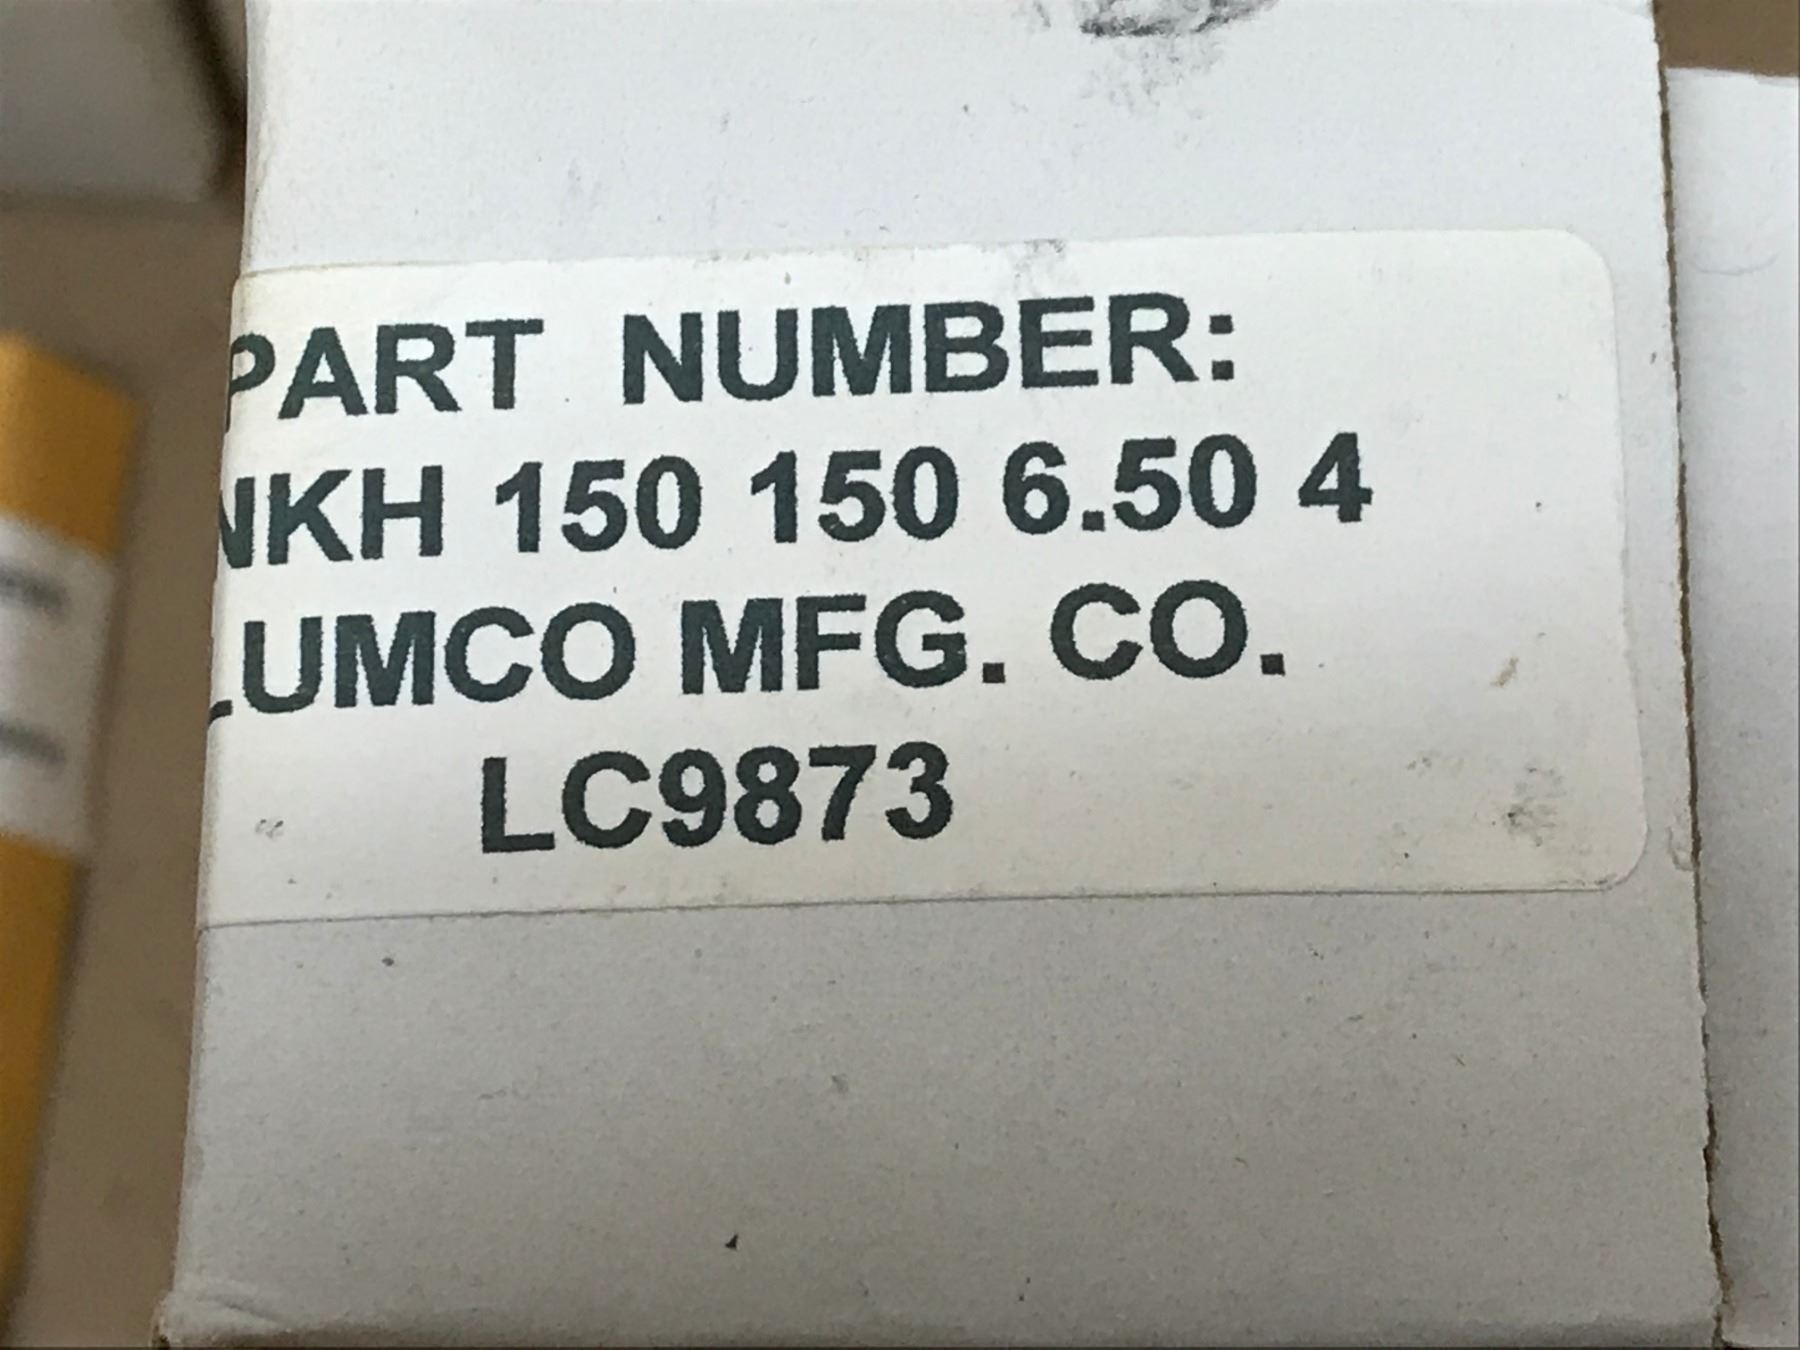 PART NUMBER:
NKH 150 150 6.50 4
LUMCO MFG. CO.
LC9873